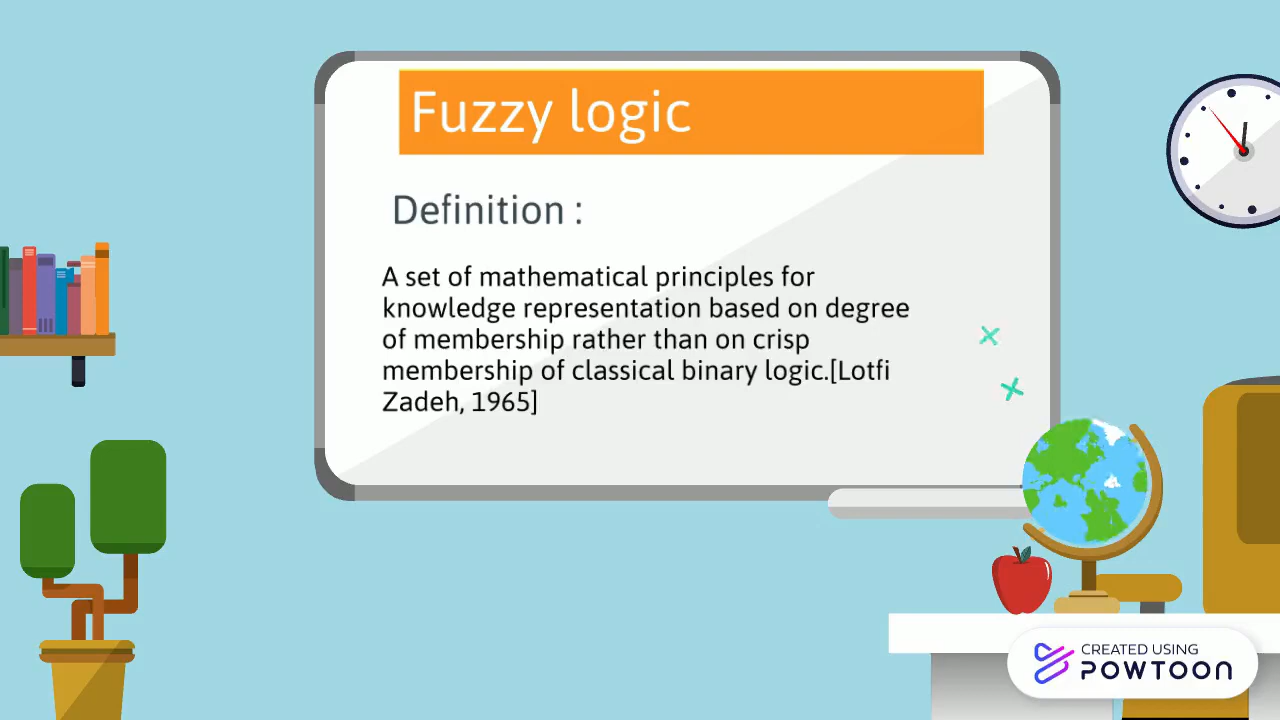 Fuzzy logic
Definition :
A set of mathematical principles for
knowledge representation based on degree
of membership rather than on crisp
membership of classical binary logic.[Lotfi
Zadeh, 1965]
CREATED USING
POWTOON